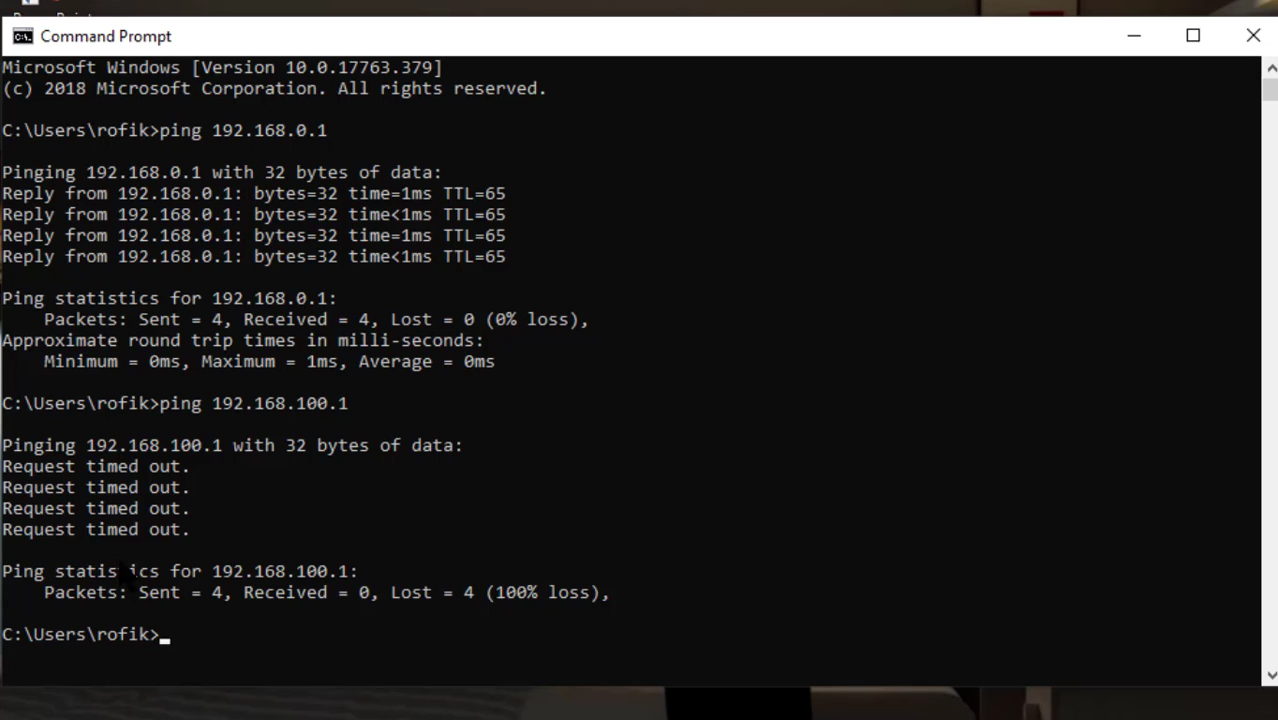 Command Prompt
Microsoft Windows [Version 10.0.17763.379]
(c) 2018 Microsoft Corporation. All rights reserved.
C:\Users\rofik>ping 192.168.0.1
Pinging 192.168.0.1 with 32 bytes of data:
Reply from 192.168.0.1: bytes=32 time=1ms TTL=65
Reply from 192.168.0.1: bytes=32 time<1ms TTL=65
Reply from 192.168.0.1: bytes=32 time=1ms TTL=65
Reply from 192.168.0.1: bytes=32 time<1ms TTL=65
Ping statistics for 192.168.0.1:
Packets: Sent = 4, Received = 4, Lost = 0 (0% loss),
Approximate round trip times in milli-seconds:
Minimum = 0ms, Maximum = 1ms, Average = 0ms
C:\Users\rofik>ping 192.168.100.1
Pinging 192.168.100.1 with 32 bytes of data:
Request timed out.
Request timed out.
Request timed out.
Request timed out.
Ping statistics for 192.168.100.1:
Packets: Sent = 4, Received = 0, Lost = 4 (100% loss),
C:\Users\rofik>